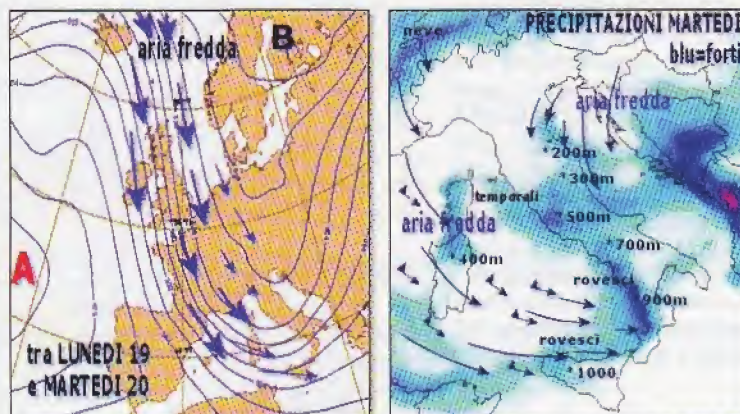 aria fredda
B
A
tra LUNEDI 19
e MARTEDI 20
PRECIPITAZIONI MARTEDI
blu=forti
neve
aria fredda
*200m
*300m
temporali
*500m
aria fredda
*700m
*400m
rovesci
*900m
rovesci
*1000